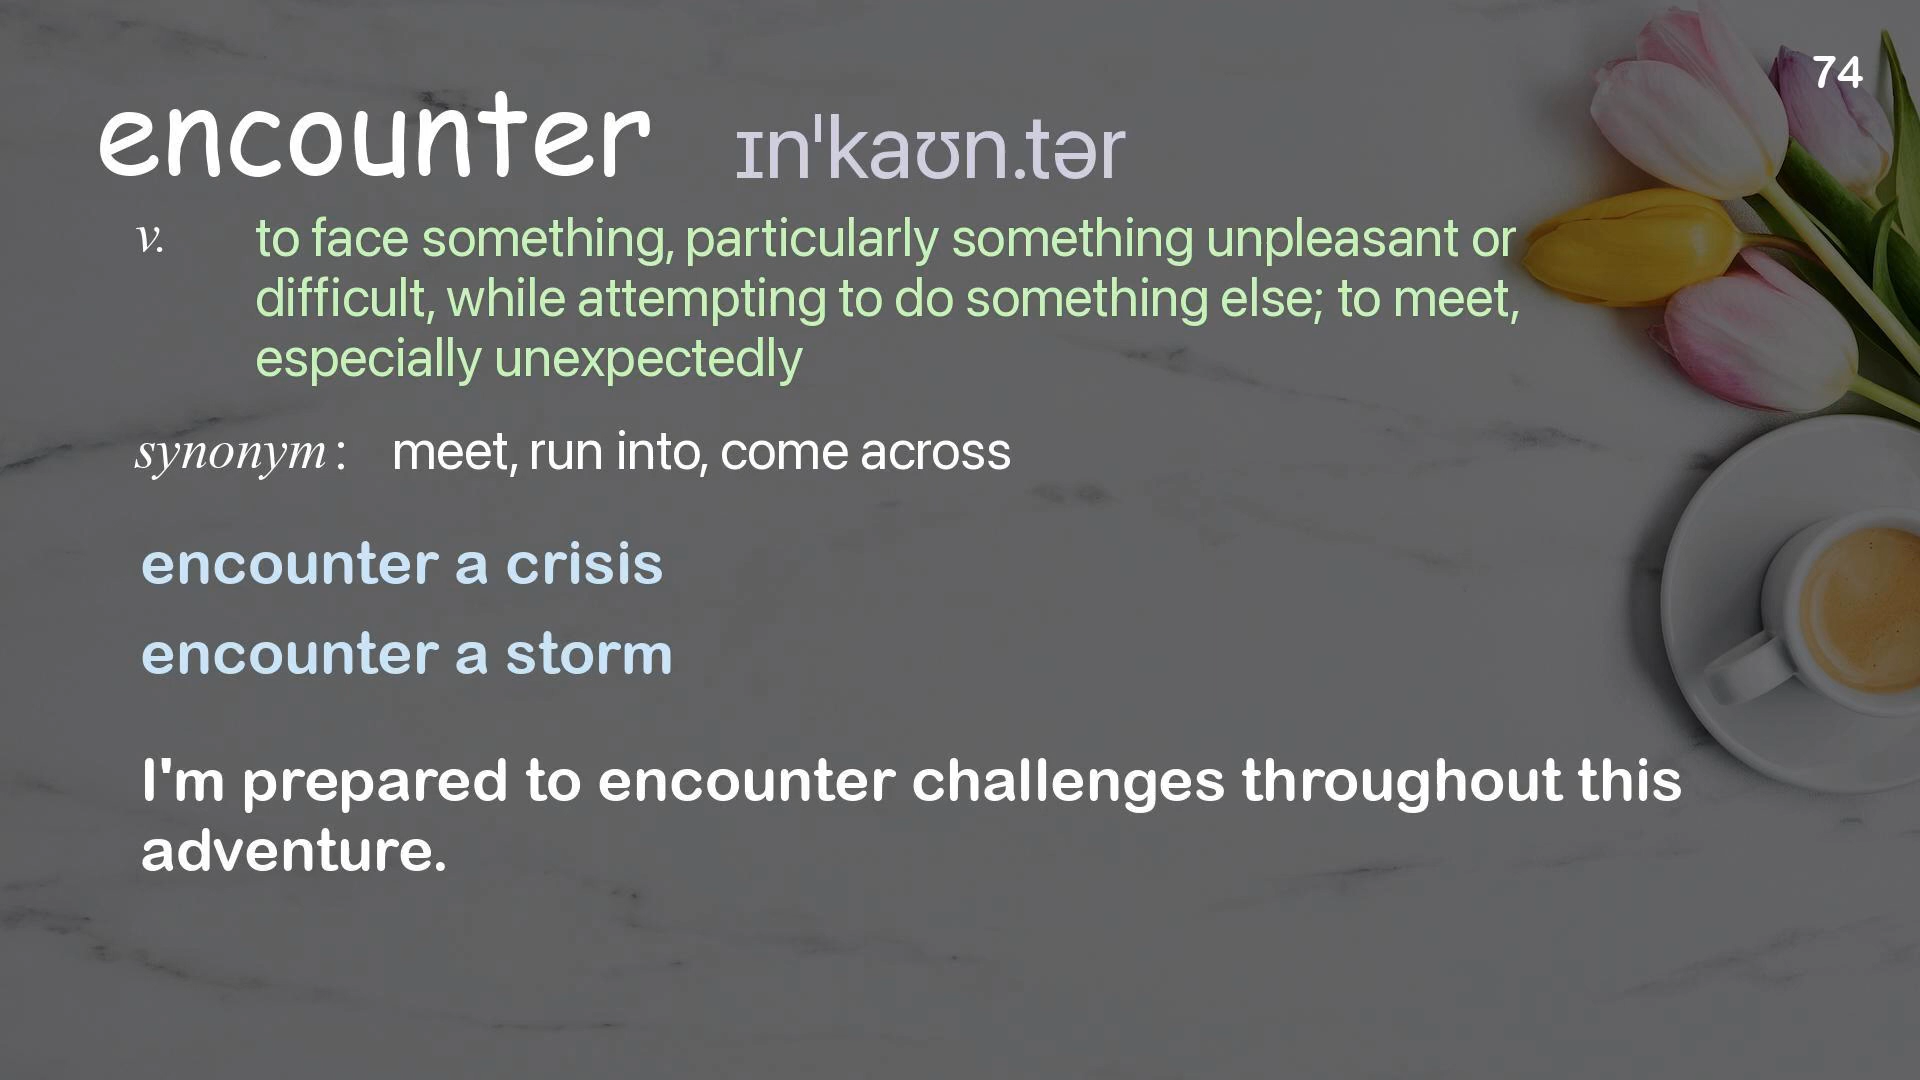 74
encounter ɪnˈkaʊn.tər
v. to face something, particularly something unpleasant or
difficult, while attempting to do something else; to meet,
especially unexpectedly
synonym : meet, run into, come across
encounter a crisis
encounter a storm
I'm prepared to encounter challenges throughout this
adventure.